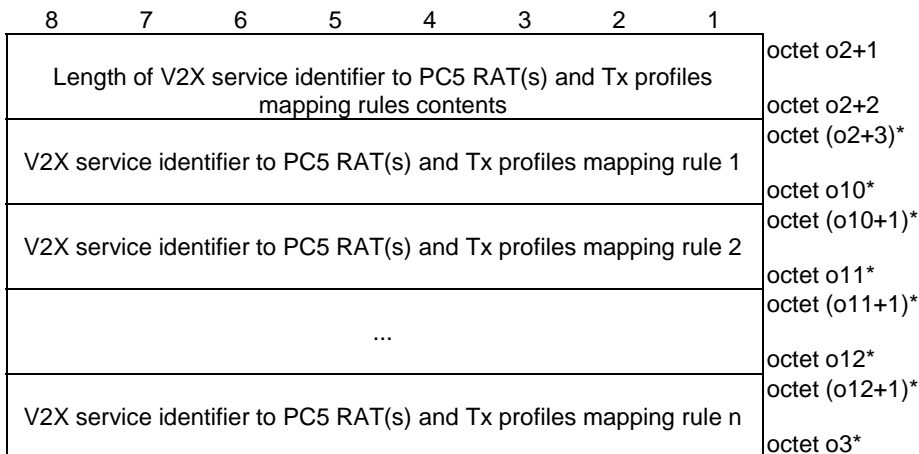 8 7 6 5 4 3 2 1
octet o2+1
Length of V2X service identifier to PC5 RAT(s) and Tx profiles
mapping rules contents
octet o2+2
octet (o2+3)*
V2X service identifier to PC5 RAT(s) and Tx profiles mapping rule 1
octet o10*
octet (o10+1)*
V2X service identifier to PC5 RAT(s) and Tx profiles mapping rule 2
octet o11*
octet (o11+1)*
...
octet o12*
octet (o12+1)*
V2X service identifier to PC5 RAT(s) and Tx profiles mapping rule n
octet o3*